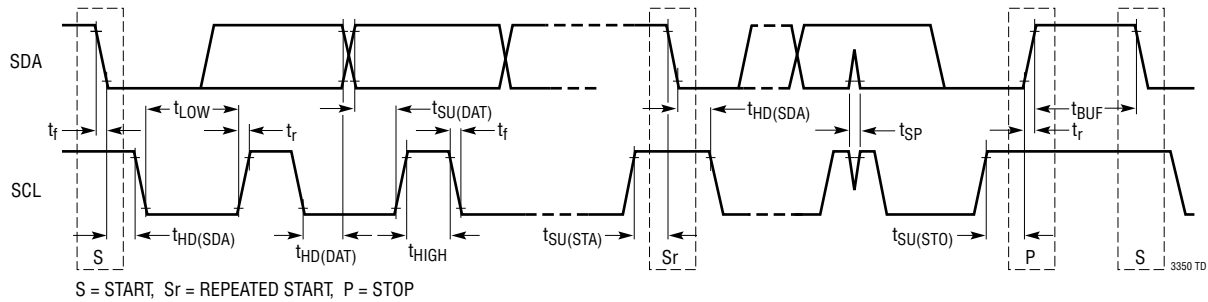 SDA
tLOW
tSU(DAT)
tHD(SDA)
tBUF
tf
tr
tf
tSP
tr
SCL
tHD(SDA)
tHD(DAT)
tHIGH
tSU(STA)
tSU(STO)
S
Sr
P
S
3350 TD
S = START, Sr = REPEATED START, P = STOP